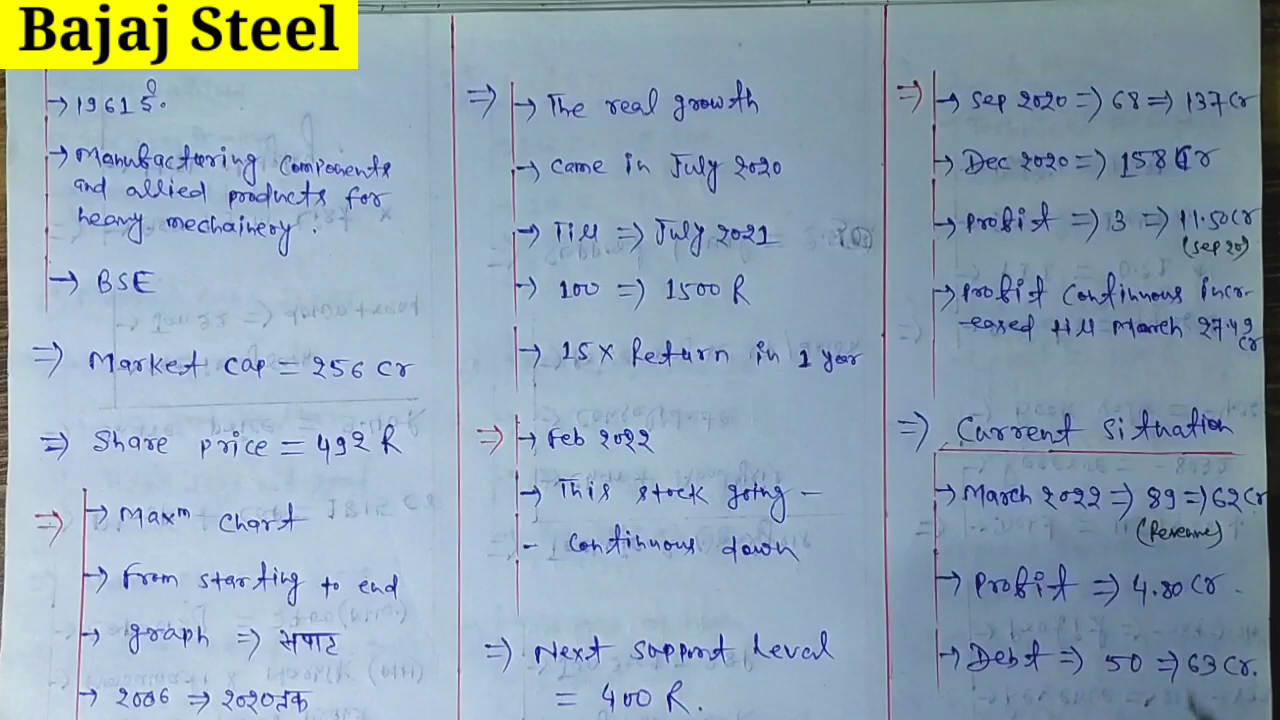 Bajaj Steel
→ 1961 ई॰
→ Manufacturing Components
and allied products for
heavy mechainery.
→ BSE
⇒ Market cap = 256 Cr
⇒ Share price = 492 R
⇒ → Maxᵐ chart
→ From starting to end
→ graph ⇒ सपाट
→ 2006 ⇒ 2020 तक
⇒ → The real growth
→ came in July 2020
→ Till ⇒ July 2021
→ 100 ⇒ 1500 R
→ 15X Return in 1 year
⇒ → Feb 2022
→ This stock going -
- continuous down
⇒ Next support leval
= 400 R.
⇒ → Sep 2020 ⇒ 68 ⇒ 137 Cr
→ Dec 2020 ⇒ 158 Cr
→ Profit ⇒ 3 ⇒ 11.50 Cr
(Sep 20)
→ Profit continuous incr-
-eased till March 27.49
Cr
⇒ Current situation
→ March 2022 ⇒ 89 ⇒ 62 Cr
(Revenue)
→ Profit ⇒ 4.80 Cr -
→ Debt ⇒ 50 ⇒ 63 Cr.